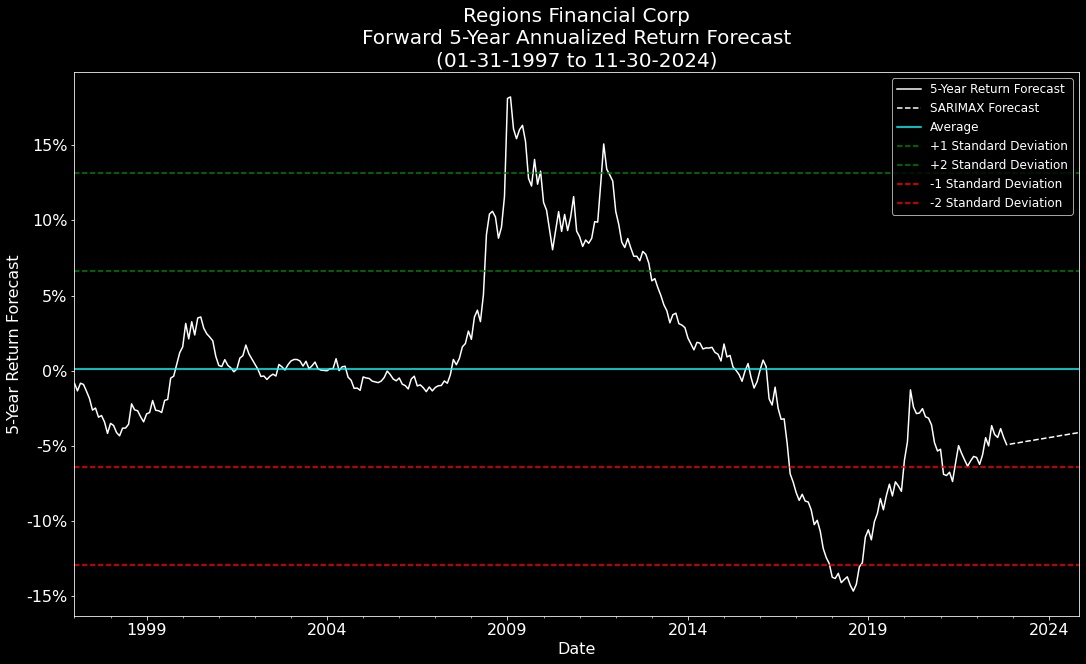 Regions Financial Corp
Forward 5-Year Annualized Return Forecast
(01-31-1997 to 11-30-2024)
5-Year Return Forecast
SARIMAX Forecast
Average
+1 Standard Deviation
+2 Standard Deviation
-1 Standard Deviation
-2 Standard Deviation
5-Year Return Forecast
15%
10%
5%
0%
-5%
-10%
-15%
1999
2004
2009
2014
2019
2024
Date